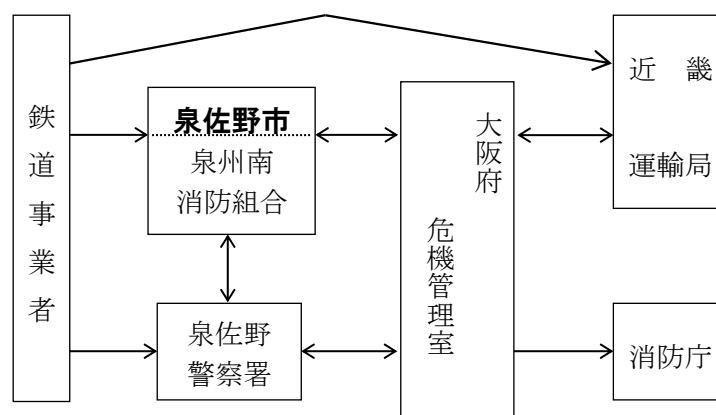 鉄道事業者
泉佐野市
泉州南
消防組合
泉佐野
警察署
大阪府
危機管理室
近　畿
運輸局
消防庁